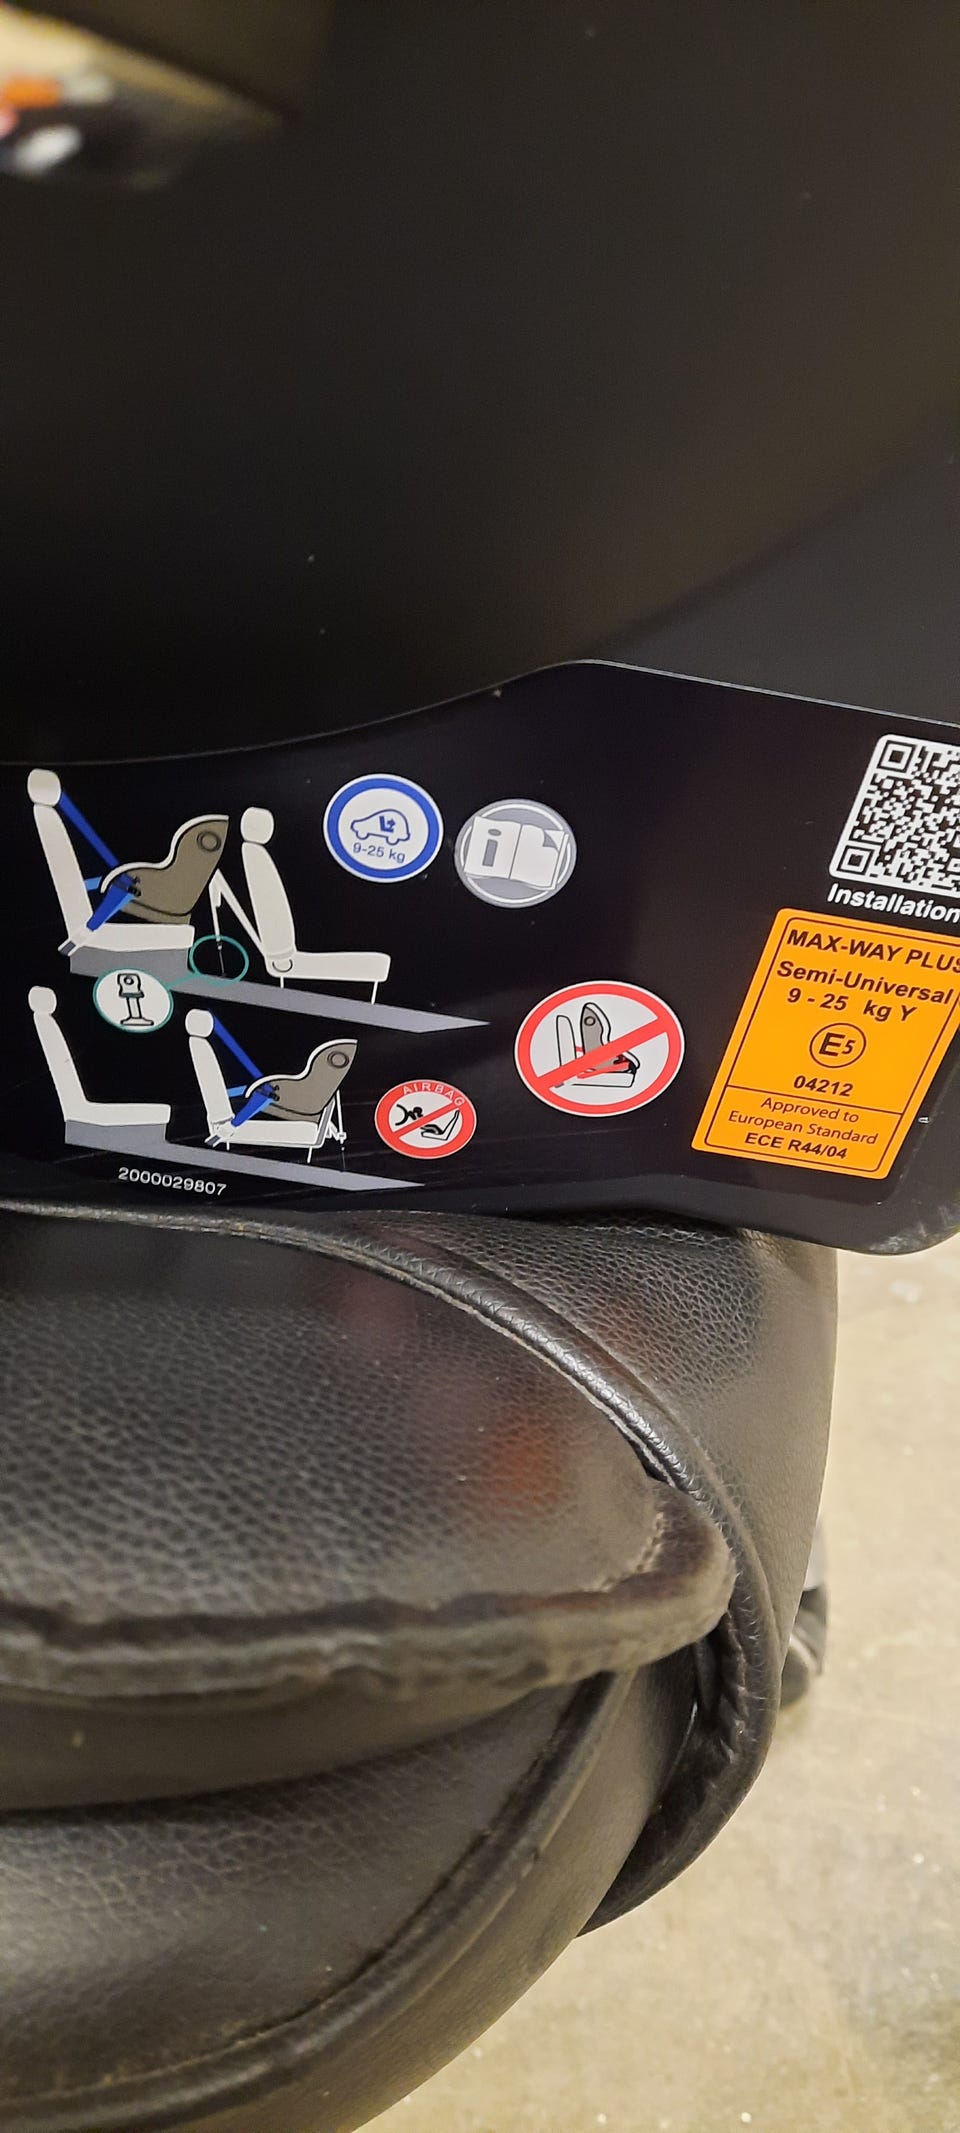 9-25 kg
i
Installation
MAX-WAY PLUS
Semi-Universal
9 - 25 kg Y
E5
04212
Approved to
European Standard
ECE R44/04
AIRBAG
2000029807